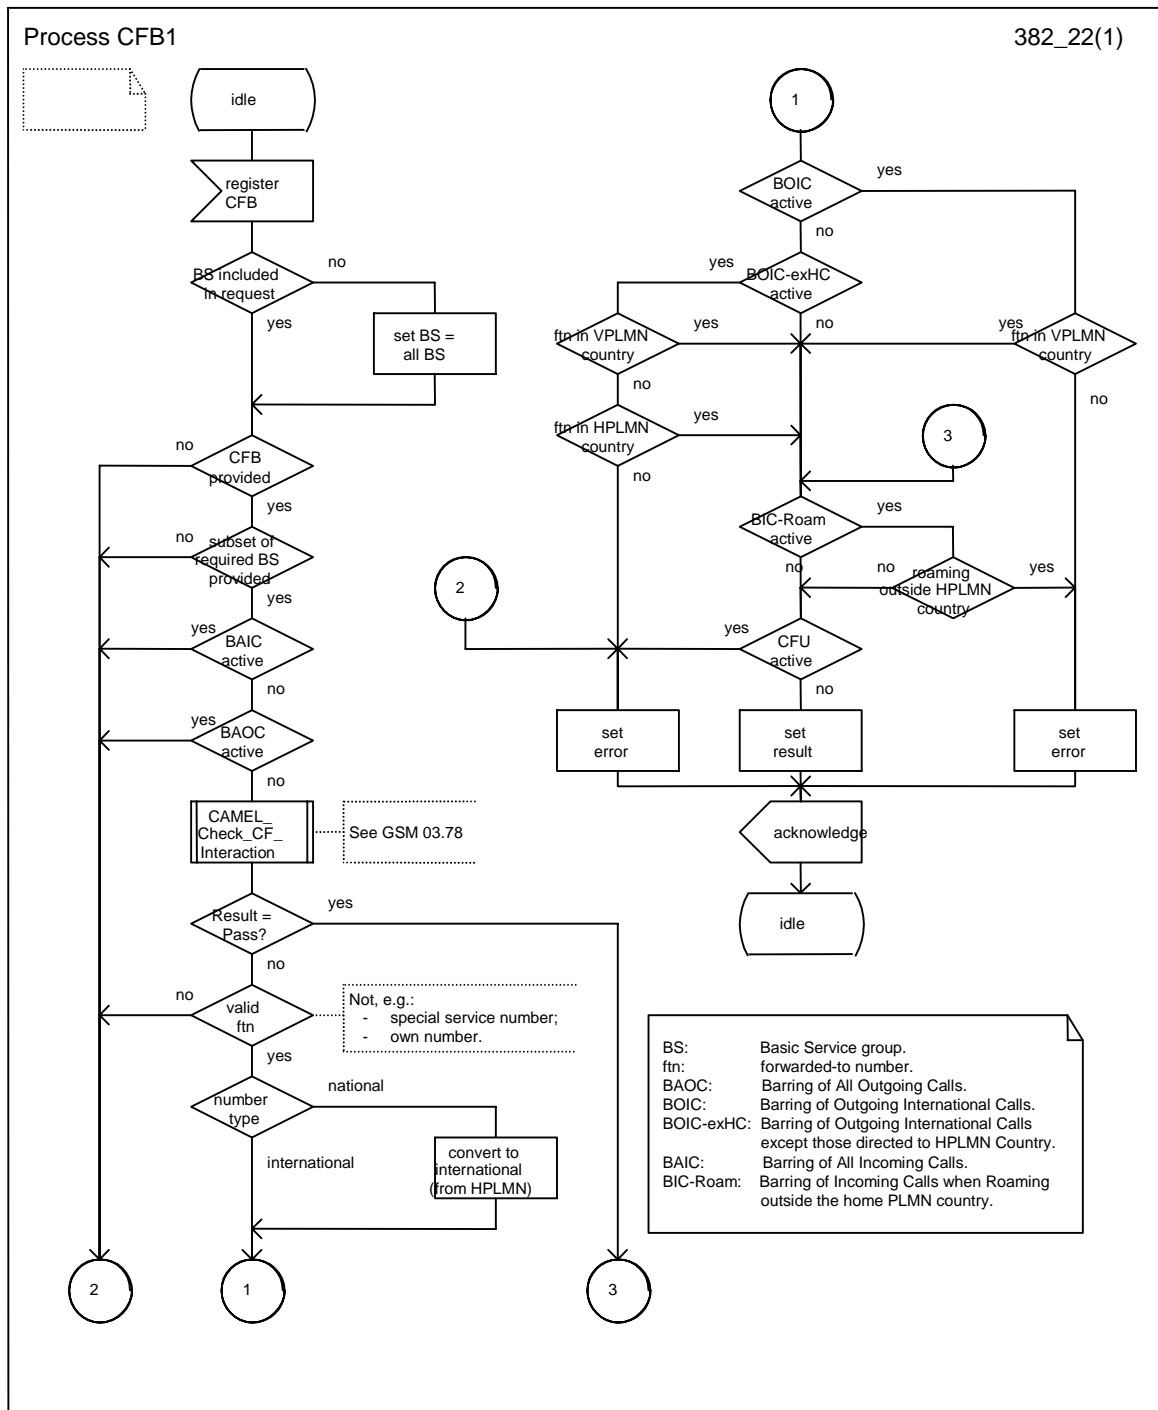 Process CFB1
382_22(1)
idle
register
CFB
BS included
in request
no
yes
set BS =
all BS
no
CFB
provided
yes
no
subset of
required BS
provided
yes
yes
BAIC
active
no
yes
BAOC
active
no
CAMEL_
Check_CF_
Interaction
See GSM 03.78
Result =
Pass?
yes
no
no
valid
ftn
Not, e.g.:
- special service number;
- own number.
yes
number
type
national
international
convert to
international
(from HPLMN)
2
1
3
1
BOIC
active
yes
no
yes
BOIC-exHC
active
no
ftn in VPLMN
country
yes
no
yes
ftn in VPLMN
country
no
ftn in HPLMN
country
yes
no
3
BIC-Roam
active
yes
no
no
roaming
outside HPLMN
country
yes
2
yes
CFU
active
no
set
error
set
result
set
error
acknowledge
idle
BS: Basic Service group.
ftn: forwarded-to number.
BAOC: Barring of All Outgoing Calls.
BOIC: Barring of Outgoing International Calls.
BOIC-exHC: Barring of Outgoing International Calls
except those directed to HPLMN Country.
BAIC: Barring of All Incoming Calls.
BIC-Roam: Barring of Incoming Calls when Roaming
outside the home PLMN country.